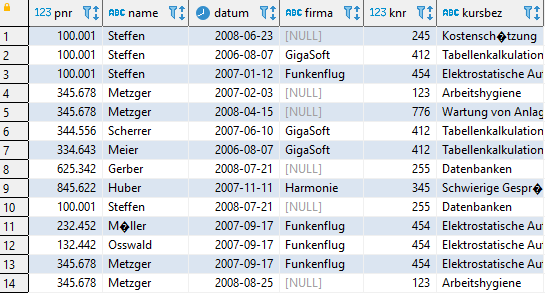 123 pnr ABC name datum ABC firma 123 knr ABC kursbez
1 100.001 Steffen 2008-06-23 [NULL] 245 Kostensch�tzung
2 100.001 Steffen 2006-08-07 GigaSoft 412 Tabellenkalkulation
3 100.001 Steffen 2007-01-12 Funkenflug 454 Elektrostatische Au
4 345.678 Metzger 2007-02-03 [NULL] 123 Arbeitshygiene
5 345.678 Metzger 2008-04-15 [NULL] 776 Wartung von Anlag
6 344.556 Scherrer 2007-06-10 GigaSoft 412 Tabellenkalkulation
7 334.643 Meier 2006-08-07 GigaSoft 412 Tabellenkalkulation
8 625.342 Gerber 2008-07-21 [NULL] 255 Datenbanken
9 845.622 Huber 2007-11-11 Harmonie 345 Schwierige Gespr�
10 100.001 Steffen 2008-07-21 [NULL] 255 Datenbanken
11 232.452 M�ller 2007-09-17 Funkenflug 454 Elektrostatische Au
12 132.442 Osswald 2007-09-17 Funkenflug 454 Elektrostatische Au
13 345.678 Metzger 2007-09-17 Funkenflug 454 Elektrostatische Au
14 345.678 Metzger 2008-08-25 [NULL] 123 Arbeitshygiene